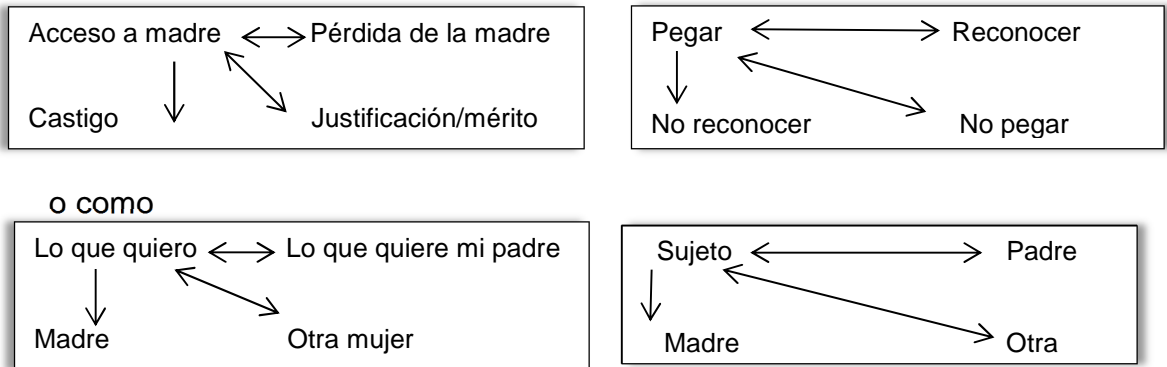 Acceso a madre Pérdida de la madre
Castigo Justificación/mérito
Pegar Reconocer
No reconocer No pegar
o como
Lo que quiero Lo que quiere mi padre
Madre Otra mujer
Sujeto Padre
Madre Otra